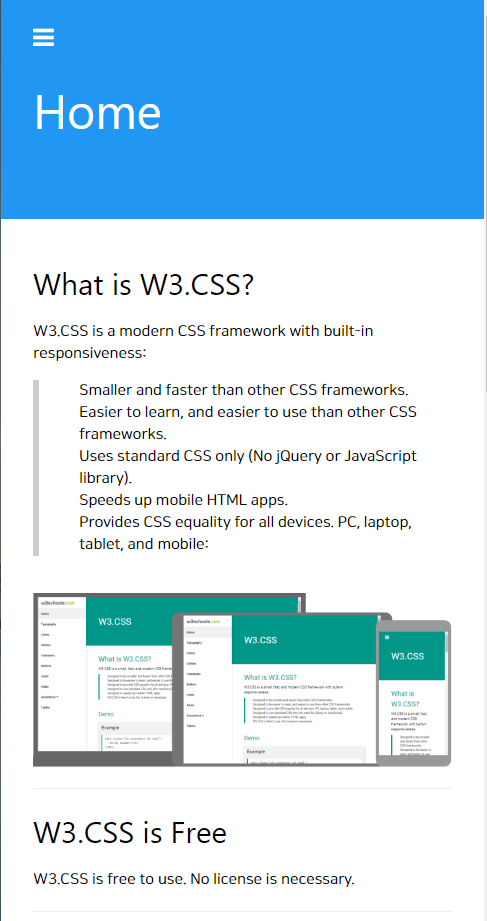 Home
What is W3.CSS?
W3.CSS is a modern CSS framework with built-in
responsiveness:
Smaller and faster than other CSS frameworks.
Easier to learn, and easier to use than other CSS
frameworks.
Uses standard CSS only (No jQuery or JavaScript
library).
Speeds up mobile HTML apps.
Provides CSS equality for all devices. PC, laptop,
tablet, and mobile:
w3schools.com
W3.CSS
What is W3.CSS?
Demo
Example
w3schools.com
W3.CSS
What is W3.CSS?
Demo
Example
W3.CSS
What is
W3.CSS?
W3.CSS is Free
W3.CSS is free to use. No license is necessary.